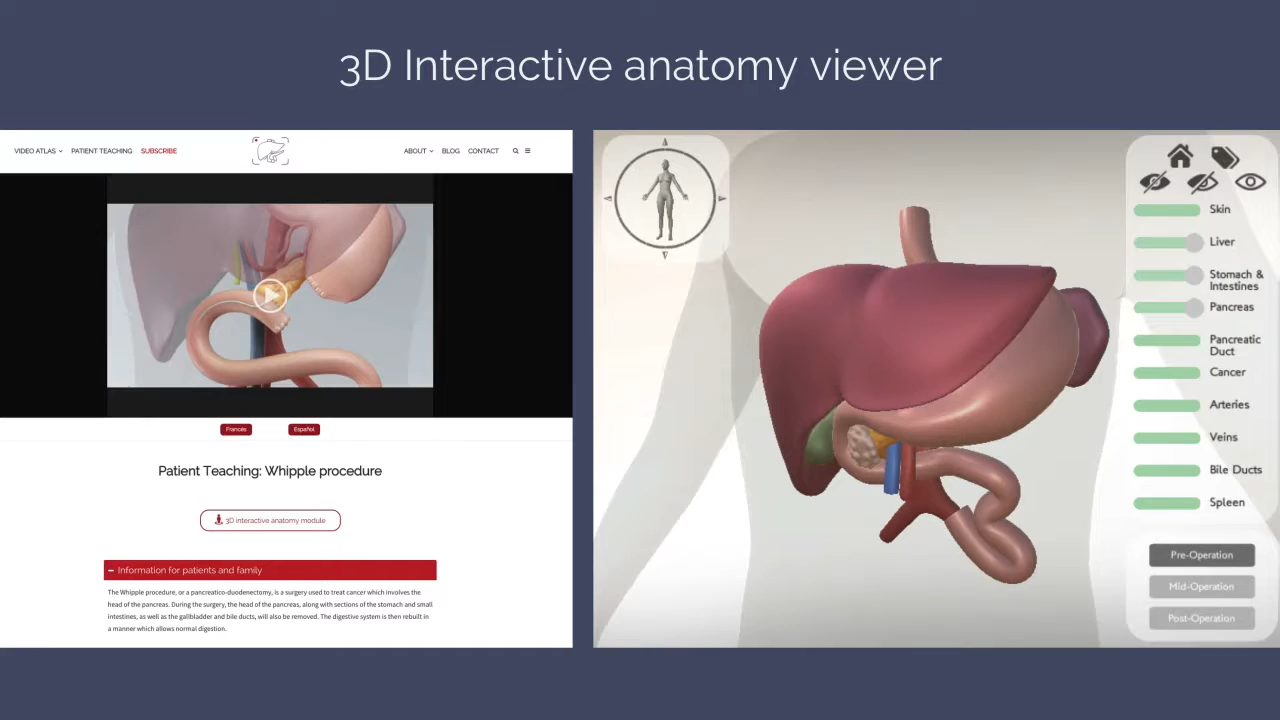 3D Interactive anatomy viewer
VIDEO ATLAS
PATIENT TEACHING
SUBSCRIBE
ABOUT
BLOG
CONTACT
Francés
Español
Patient Teaching: Whipple procedure
3D interactive anatomy module
Information for patients and family
The Whipple procedure, or a pancreatico-duodenectomy, is a surgery used to treat cancer which involves the
head of the pancreas. During the surgery, the head of the pancreas, along with sections of the stomach and small
intestines, as well as the gallbladder and bile ducts, will also be removed. The digestive system is then rebuilt in
a manner which allows normal digestion.
Skin
Liver
Stomach &
Intestines
Pancreas
Pancreatic
Duct
Cancer
Arteries
Veins
Bile Ducts
Spleen
Pre-Operation
Mid-Operation
Post-Operation